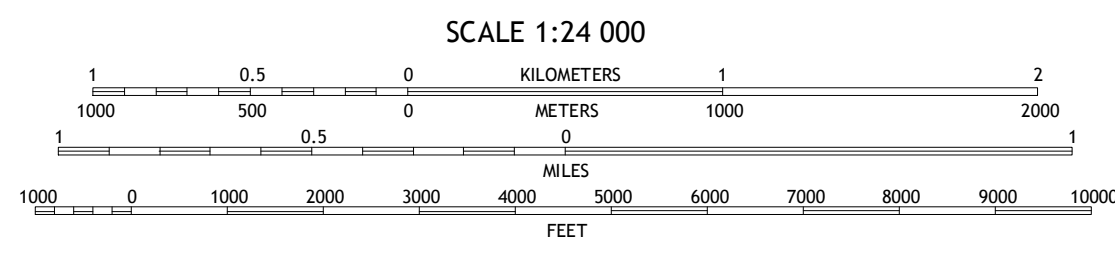 SCALE 1:24 000
1 0.5 0 KILOMETERS 1 2
1000 500 0 METERS 1000 2000
1 0.5 0 1
MILES
1000 0 1000 2000 3000 4000 5000 6000 7000 8000 9000 10000
FEET